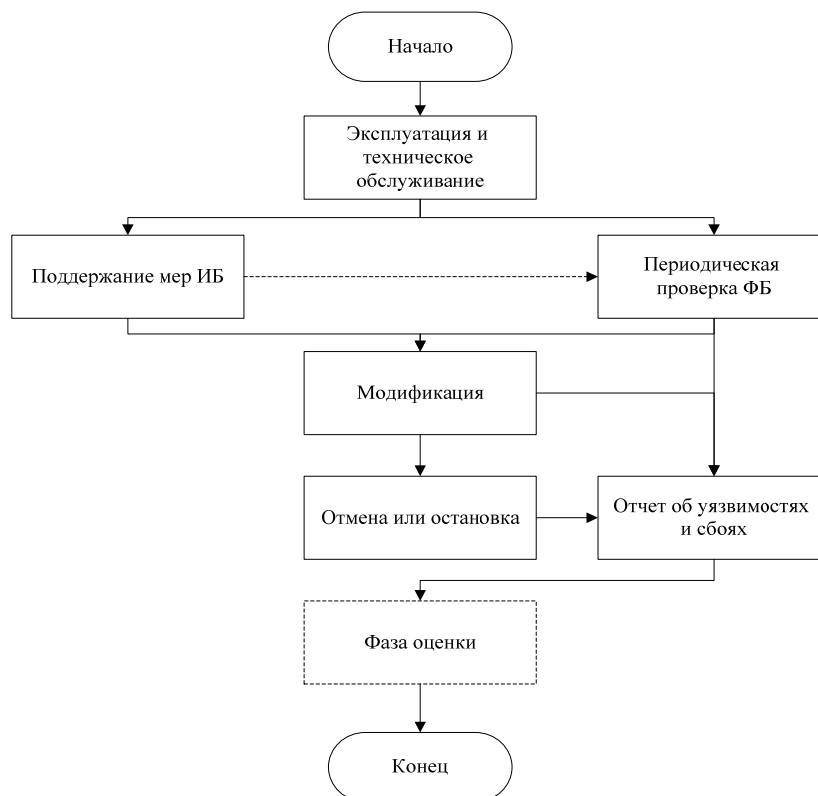 Начало
Эксплуатация и
техническое
обслуживание
Поддержание мер ИБ
Периодическая
проверка ФБ
Модификация
Отмена или остановка
Отчет об уязвимостях
и сбоях
Фаза оценки
Конец